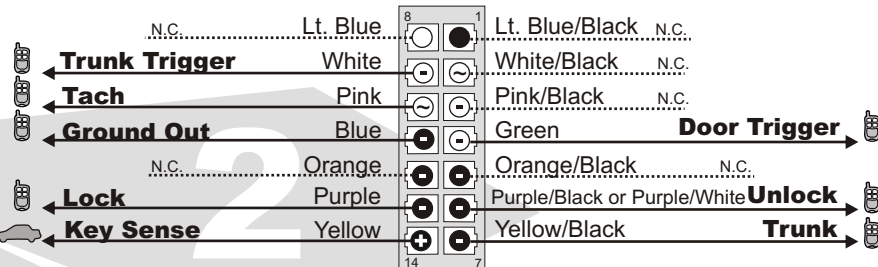 8 1
N.C. Lt. Blue Lt. Blue/Black N.C.
Trunk Trigger White White/Black N.C.
Tach Pink Pink/Black N.C.
Ground Out Blue Green Door Trigger
N.C. Orange Orange/Black N.C.
Lock Purple Purple/Black or Purple/White Unlock
Key Sense Yellow Yellow/Black Trunk
14 7
2